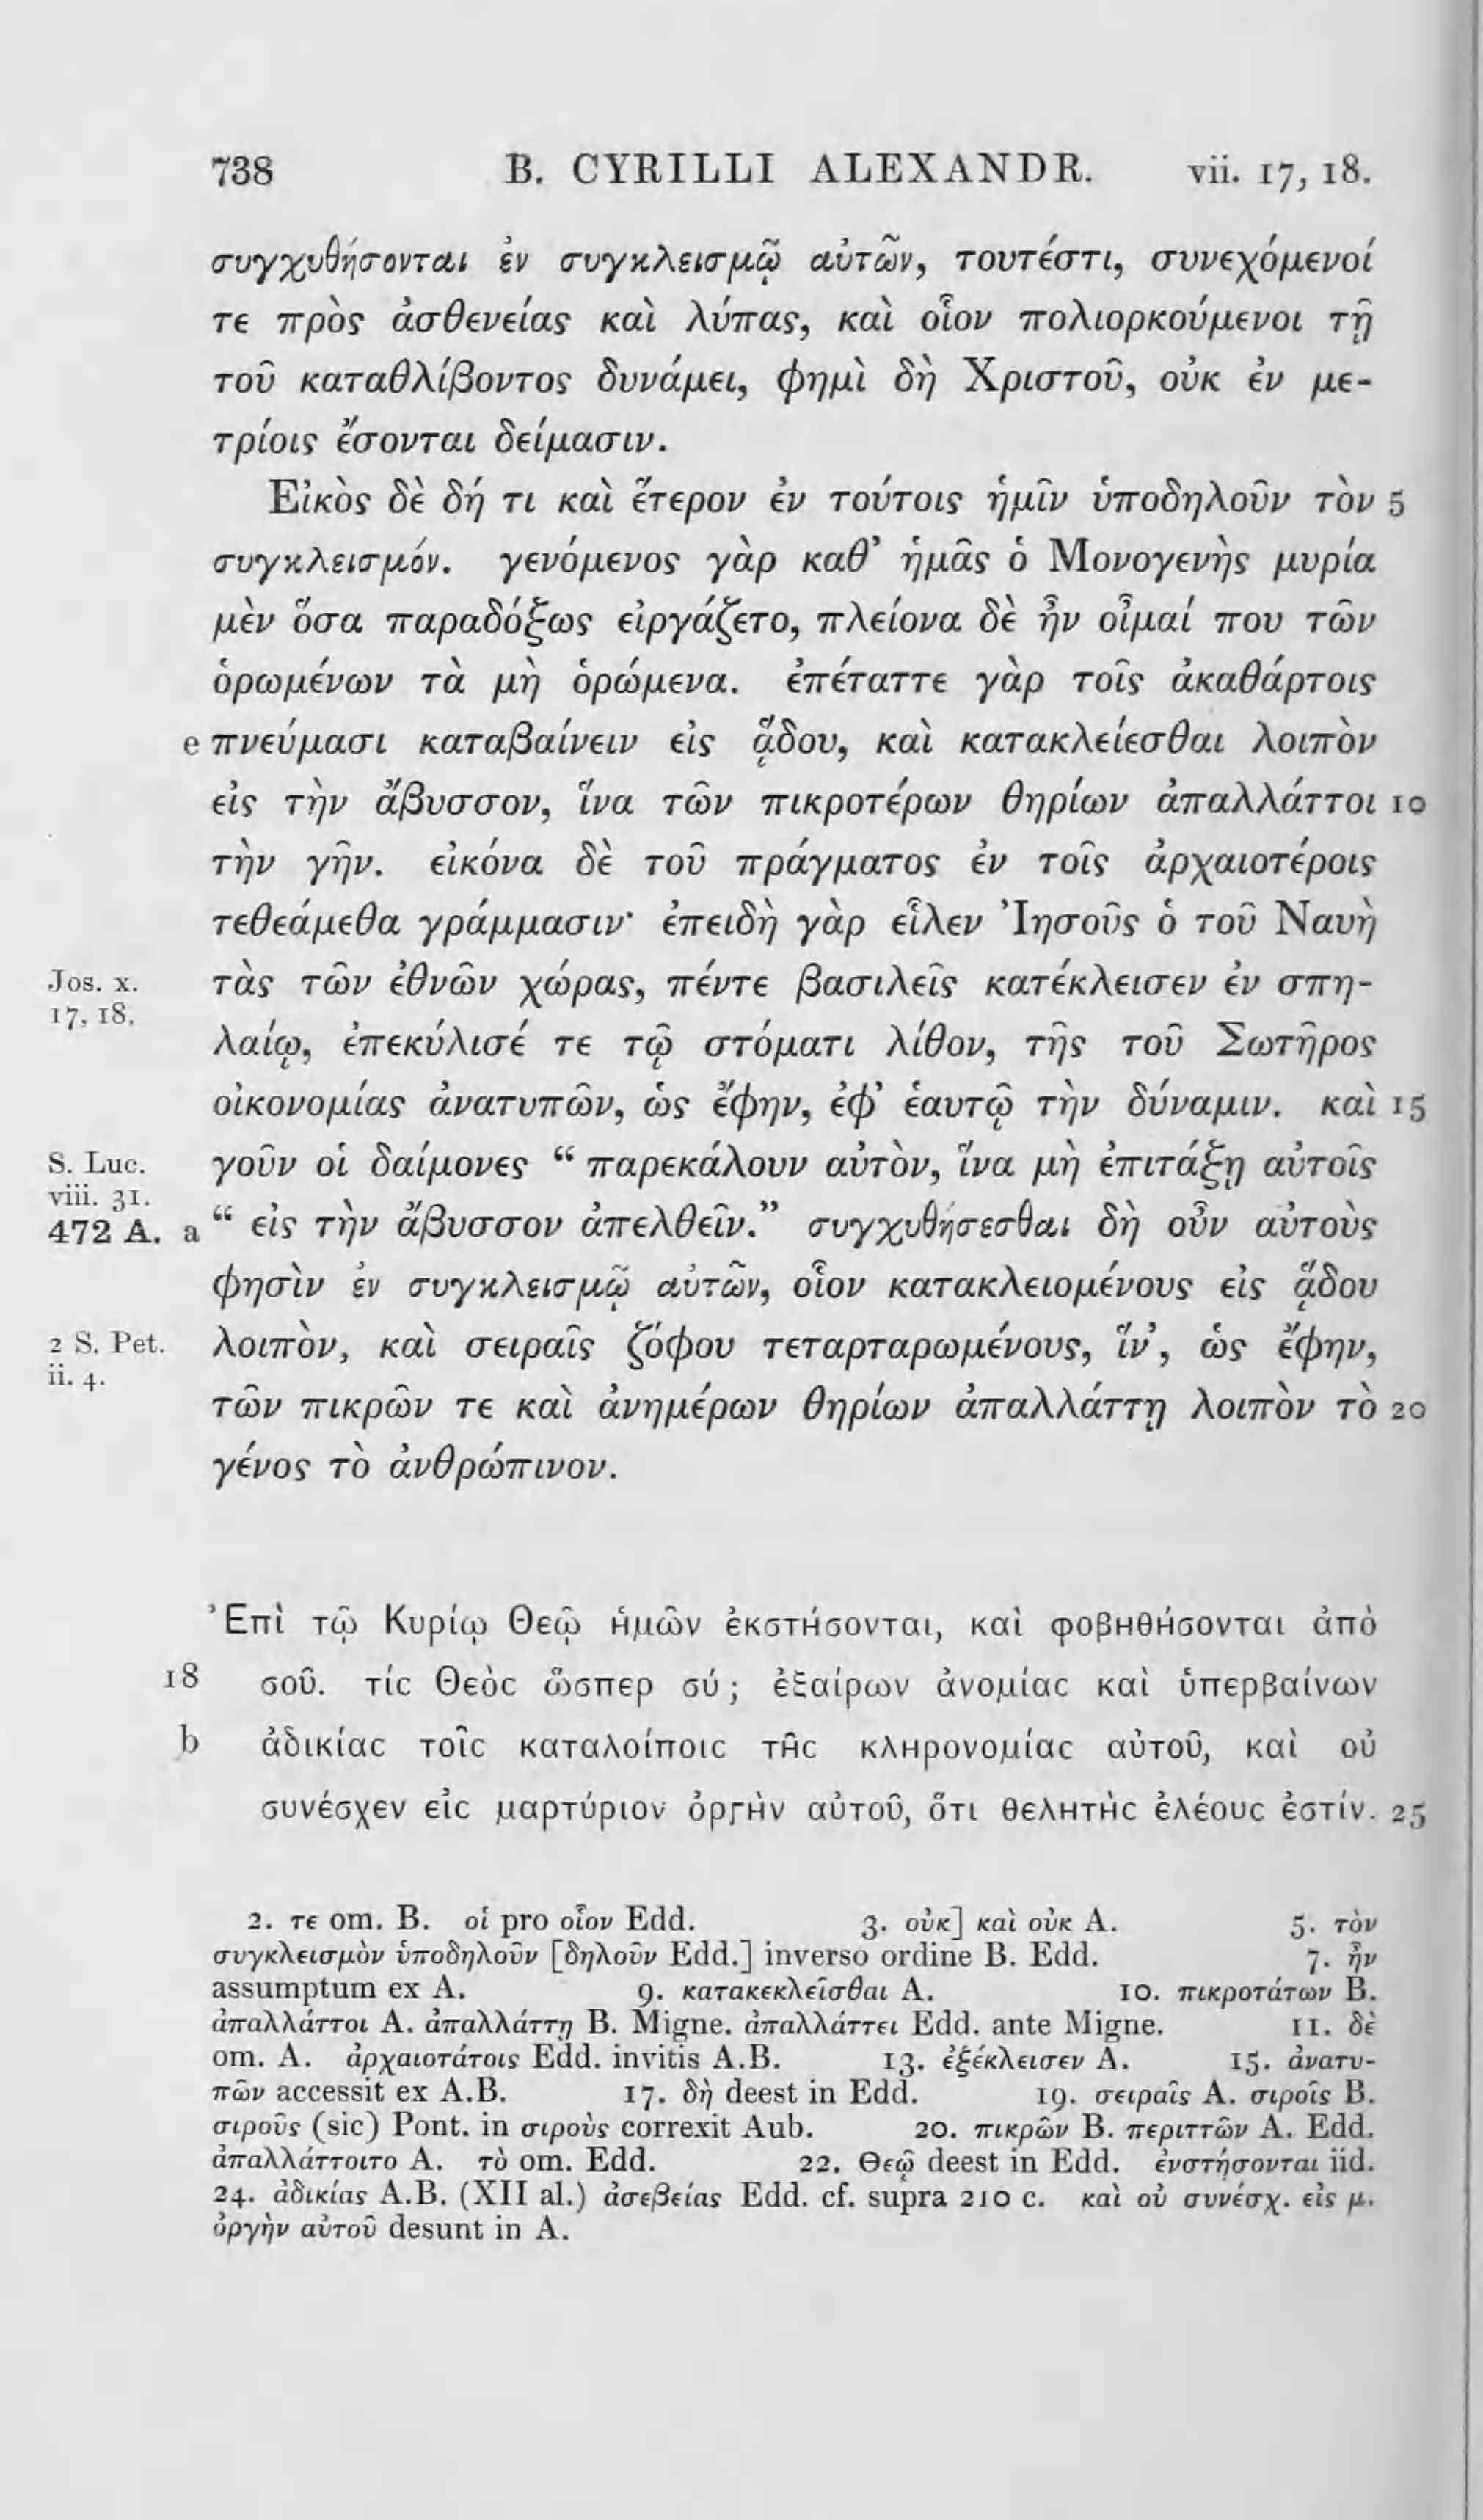 738 B. CYRILLI ALEXANDR. vii. 17, 18.
συγχυθήσονται ἐν συγκλεισμῷ αὐτῶν, τουτέστι, συνεχόμενοί
τε πρὸς ἀσθενείας καὶ λύπας, καὶ οἷον πολιορκούμενοι τῇ
τοῦ καταθλίβοντος δυνάμει, φημὶ δὴ Χριστοῦ, οὐκ ἐν με-
τρίοις ἔσονται δείμασιν.
Εἰκὸς δὲ δή τι καὶ ἕτερον ἐν τούτοις ἡμῖν ὑποδηλοῦν τὸν 5
συγκλεισμόν. γενόμενος γὰρ καθ’ ἡμᾶς ὁ Μονογενὴς μυρία
μὲν ὅσα παραδόξως εἰργάζετο, πλείονα δὲ ἦν οἶμαί που τῶν
ὁρωμένων τὰ μὴ ὁρώμενα. ἐπέταττε γὰρ τοῖς ἀκαθάρτοις
e πνεύμασι καταβαίνειν εἰς ᾅδου, καὶ κατακλείεσθαι λοιπὸν
εἰς τὴν ἄβυσσον, ἵνα τῶν πικροτέρων θηρίων ἀπαλλάττοι 10
τὴν γῆν. εἰκόνα δὲ τοῦ πράγματος ἐν τοῖς ἀρχαιοτέροις
τεθεάμεθα γράμμασιν· ἐπειδὴ γὰρ εἷλεν Ἰησοῦς ὁ τοῦ Ναυὴ
Jos. x. τὰς τῶν ἐθνῶν χώρας, πέντε βασιλεῖς κατέκλεισεν ἐν σπη-
17, 18.
λαίῳ, ἐπεκύλισέ τε τῷ στόματι λίθον, τῆς τοῦ Σωτῆρος
οἰκονομίας ἀνατυπῶν, ὡς ἔφην, ἐφ’ ἑαυτῷ τὴν δύναμιν. καὶ 15
S. Luc. γοῦν οἱ δαίμονες “ παρεκάλουν αὐτὸν, ἵνα μὴ ἐπιτάξῃ αὐτοῖς
viii. 31.
472 A. a “ εἰς τὴν ἄβυσσον ἀπελθεῖν.” συγχυθήσεσθαι δὴ οὖν αὐτοὺς
φησὶν ἐν συγκλεισμῷ αὐτῶν, οἷον κατακλειομένους εἰς ᾅδου
2 S. Pet. λοιπὸν, καὶ σειραῖς ζόφου τεταρταρωμένους, ἵν’, ὡς ἔφην,
ii. 4.
τῶν πικρῶν τε καὶ ἀνημέρων θηρίων ἀπαλλάττῃ λοιπὸν τὸ 20
γένος τὸ ἀνθρώπινον.
Ἐπὶ τῷ Κυρίῳ Θεῷ ἡμῶν ἐκστήσονται, καὶ φοβηθήσονται ἀπὸ
18 σοῦ. τίς Θεὸς ὥσπερ σύ; ἐξαίρων ἀνομίας καὶ ὑπερβαίνων
b ἀδικίας τοῖς καταλοίποις τῆς κληρονομίας αὐτοῦ, καὶ οὐ
συνέσχεν εἰς μαρτύριον ὀργὴν αὐτοῦ, ὅτι θελητὴς ἐλέους ἐστίν. 25
2. τε om. B. οἱ pro οἷον Edd. 3. οὐκ] καὶ οὐκ A. 5. τὸν
συγκλεισμὸν ὑποδηλοῦν [δηλοῦν Edd.] inverso ordine B. Edd. 7. ἦν
assumptum ex A. 9. κατακεκλεῖσθαι A. 10. πικροτάτων B.
ἀπαλλάττοι A. ἀπαλλάττῃ B. Migne. ἀπαλλάττει Edd. ante Migne. 11. δὲ
om. A. ἀρχαιοτάτοις Edd. invitis A.B. 13. ἐξέκλεισεν A. 15. ἀνατυ-
πῶν accessit ex A.B. 17. δὴ deest in Edd. 19. σειραῖς A. σιροῖς B.
σιροῦς (sic) Pont. in σιροὺς correxit Aub. 20. πικρῶν B. περιττῶν A. Edd.
ἀπαλλάττοιτο A. τὸ om. Edd. 22. Θεῷ deest in Edd. ἐνστήσονται iid.
24. ἀδικίας A.B. (XII al.) ἀσεβείας Edd. cf. supra 210 c. καὶ οὐ συνέσχ. εἰς μ.
ὀργὴν αὐτοῦ desunt in A.